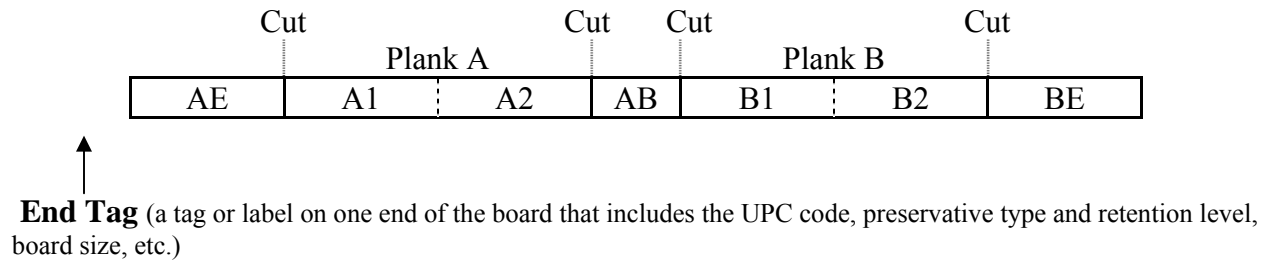 Cut Cut Cut Cut
Plank A Plank B
AE A1 A2 AB B1 B2 BE
End Tag (a tag or label on one end of the board that includes the UPC code, preservative type and retention level,
board size, etc.)